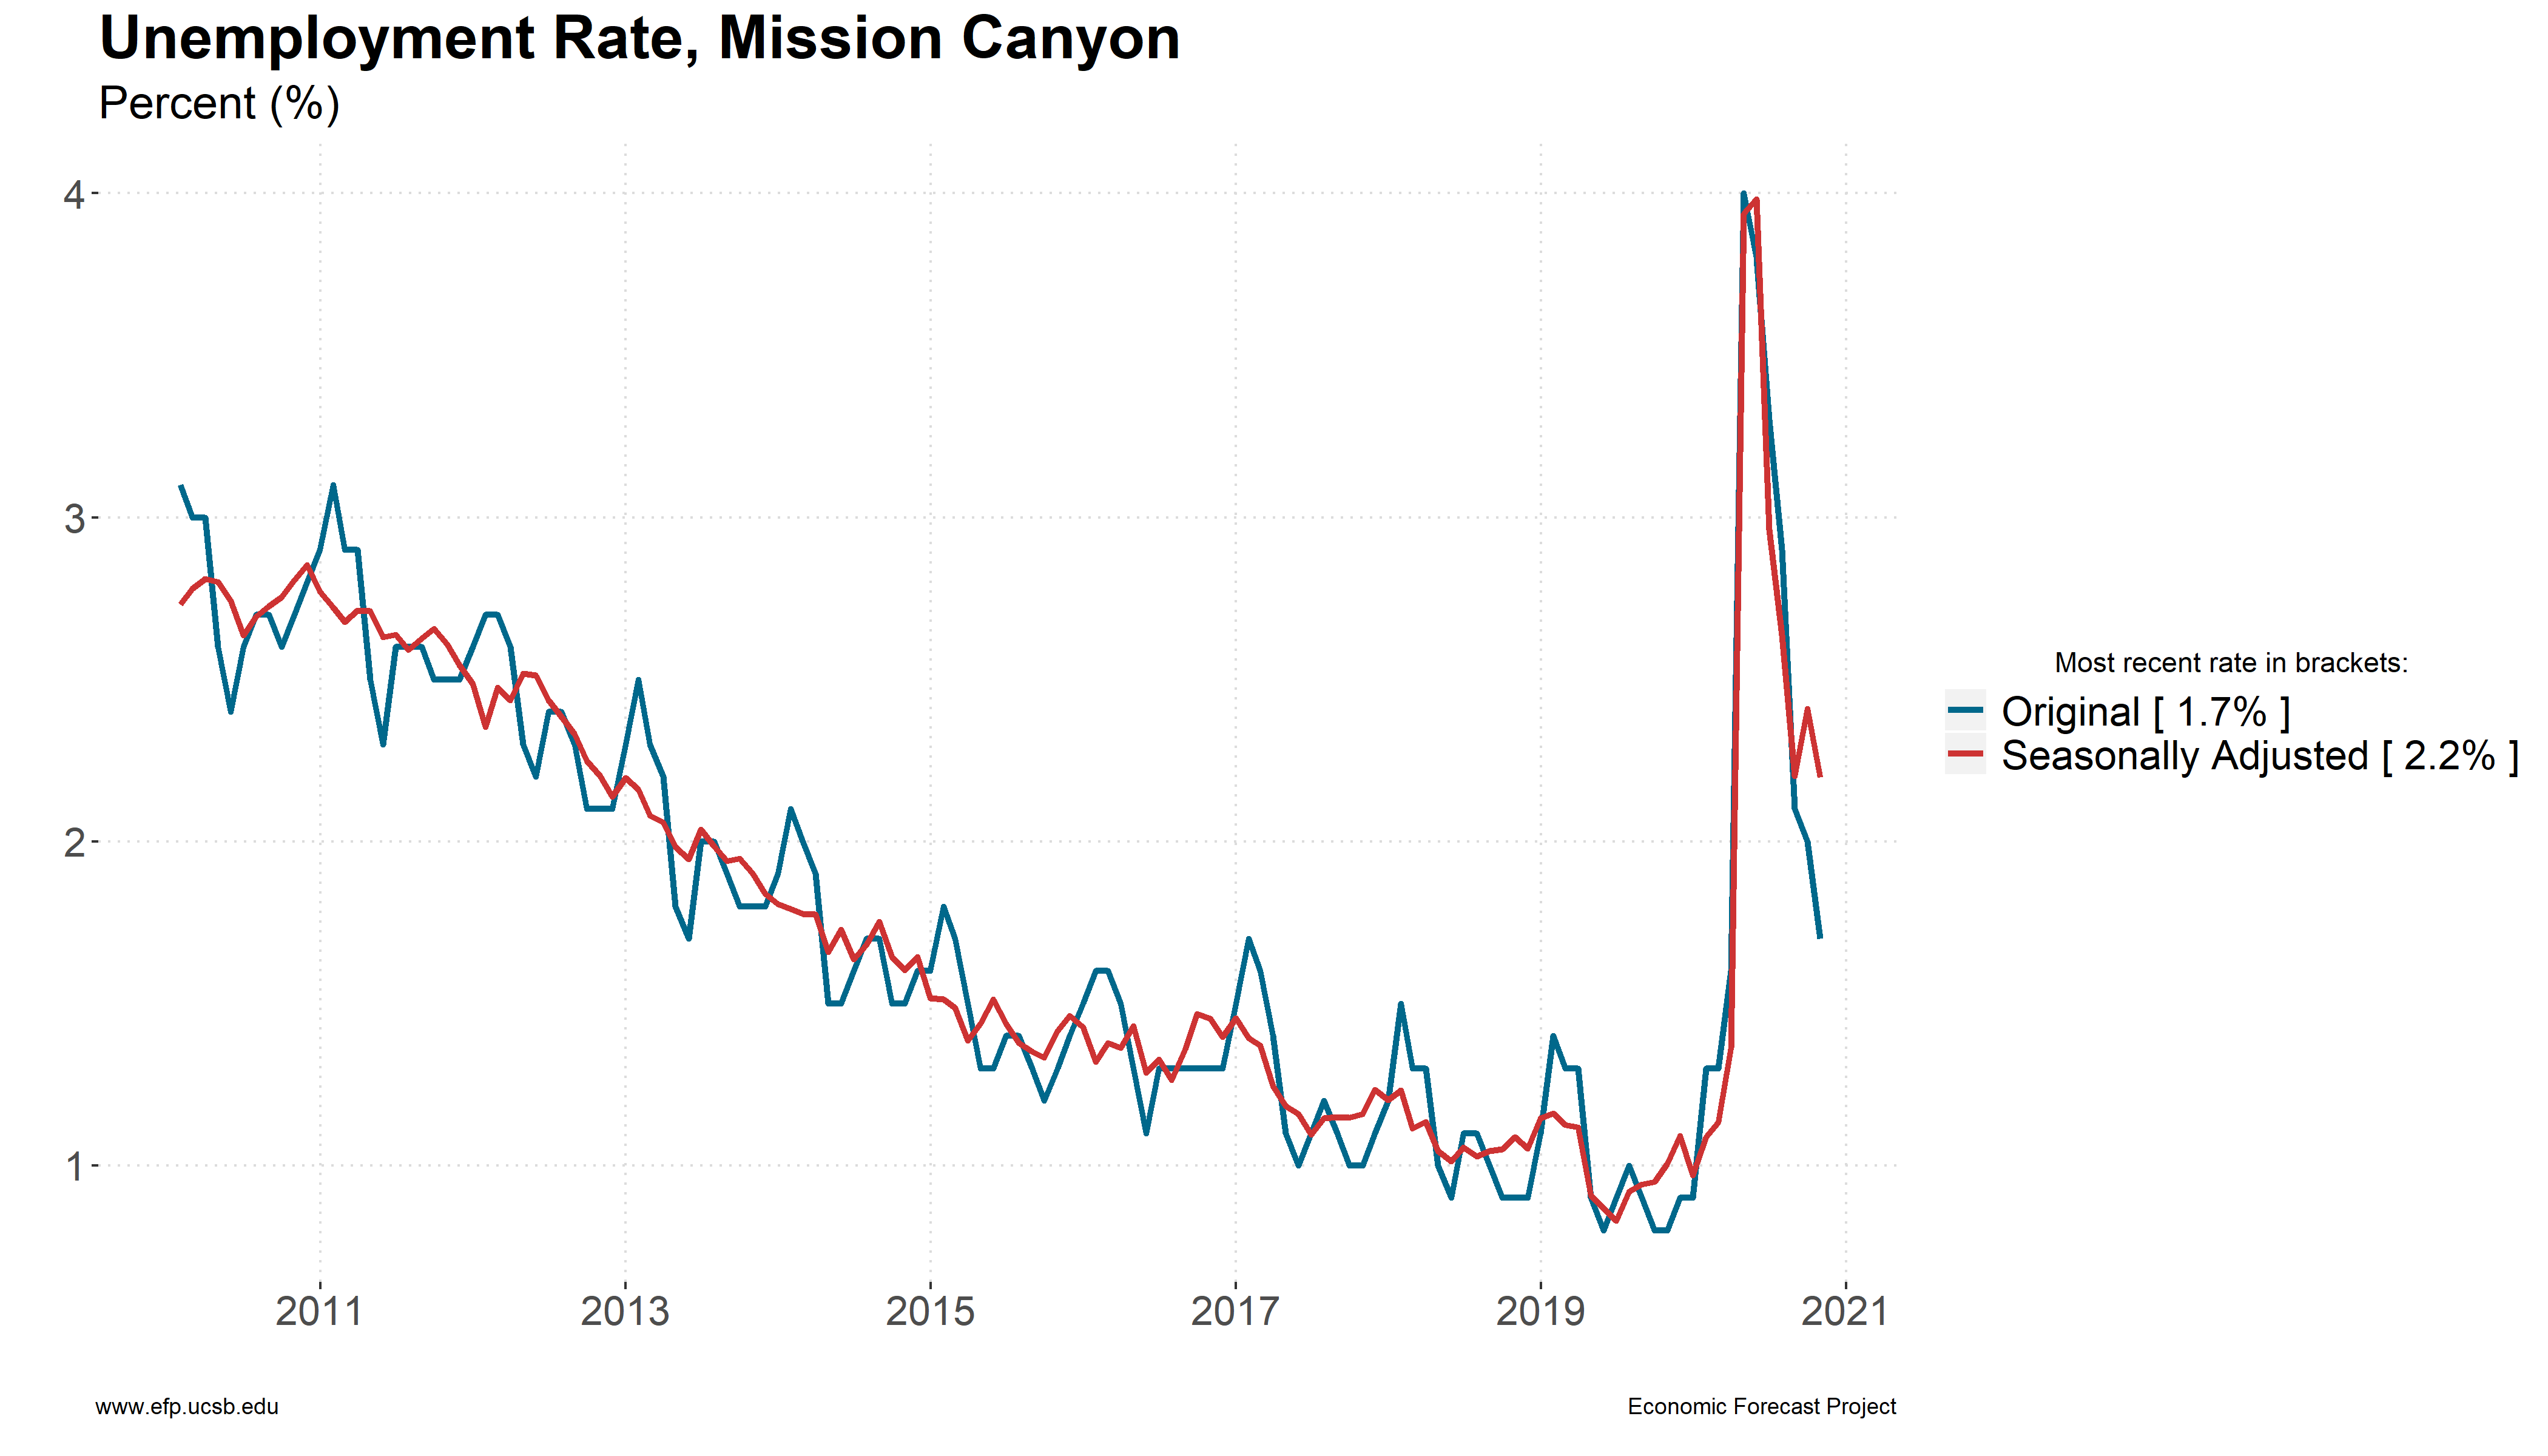 Unemployment Rate, Mission Canyon
Percent (%)
4
3
2
1
2011 2013 2015 2017 2019 2021
Most recent rate in brackets:
Original [ 1.7% ]
Seasonally Adjusted [ 2.2% ]
www.efp.ucsb.edu
Economic Forecast Project